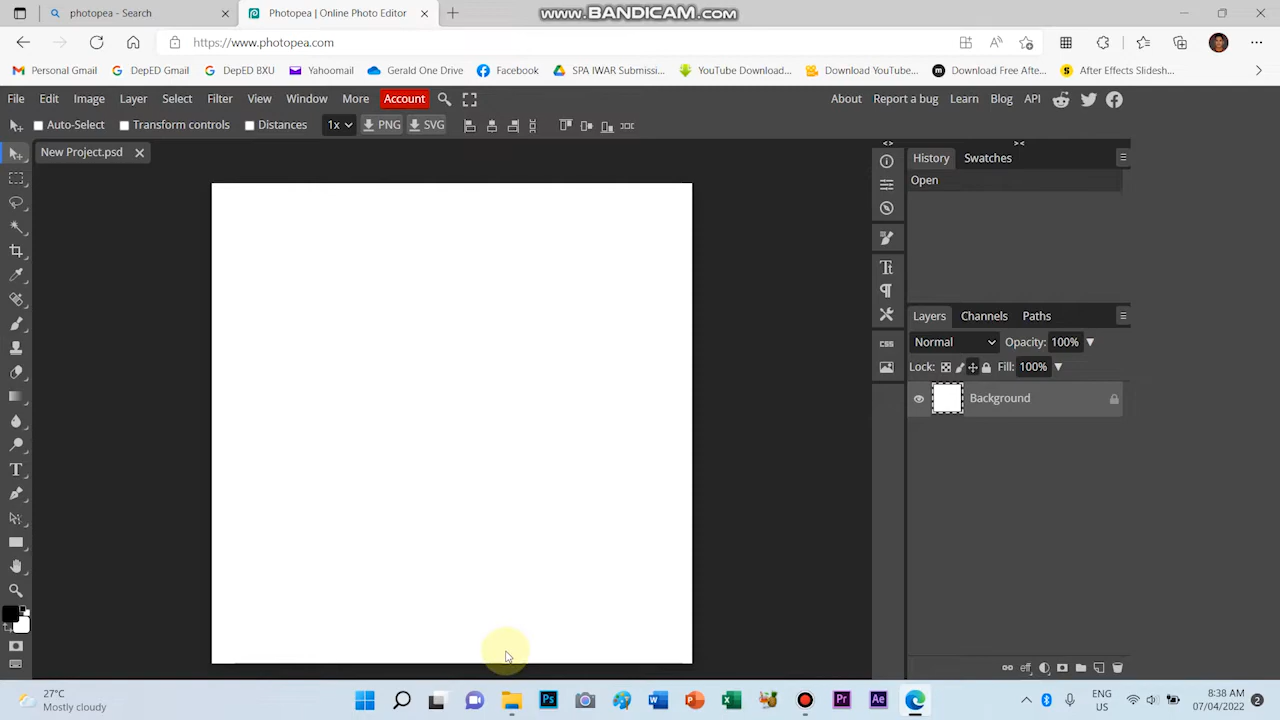 photopea - Search
Photopea | Online Photo Editor
www.BANDICAM.com
https://www.photopea.com
Personal Gmail
DepED Gmail
DepED BXU
Yahoomail
Gerald One Drive
Facebook
SPA IWAR Submissi...
YouTube Download...
Download YouTube...
Download Free Afte...
After Effects Slidesh...
File Edit Image Layer Select Filter View Window More Account
About Report a bug Learn Blog API
Auto-Select Transform controls Distances 1x PNG SVG
New Project.psd
History Swatches
Open
Layers Channels Paths
Normal Opacity: 100%
Lock: Fill: 100%
Background
CSS
27°C
Mostly cloudy
ENG
US
8:38 AM
07/04/2022
2